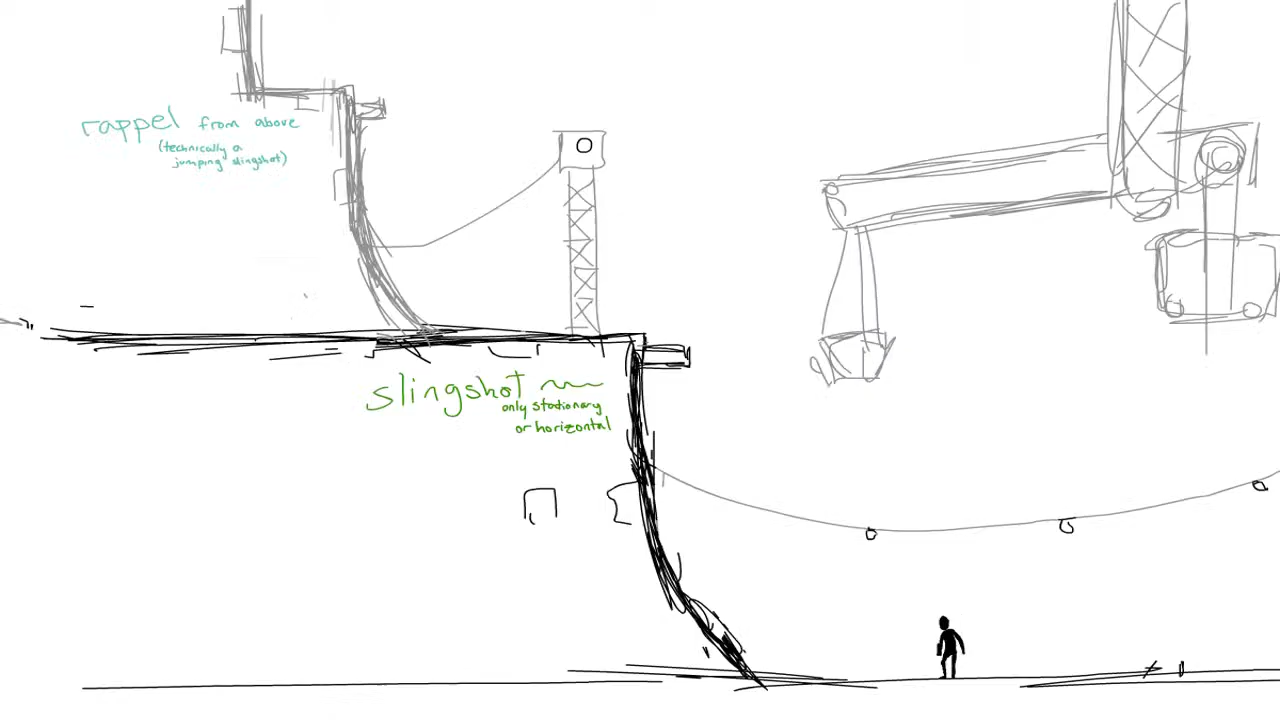 rappel from above
(technically a
jumping slingshot)
slingshot
only stationary
or horizontal